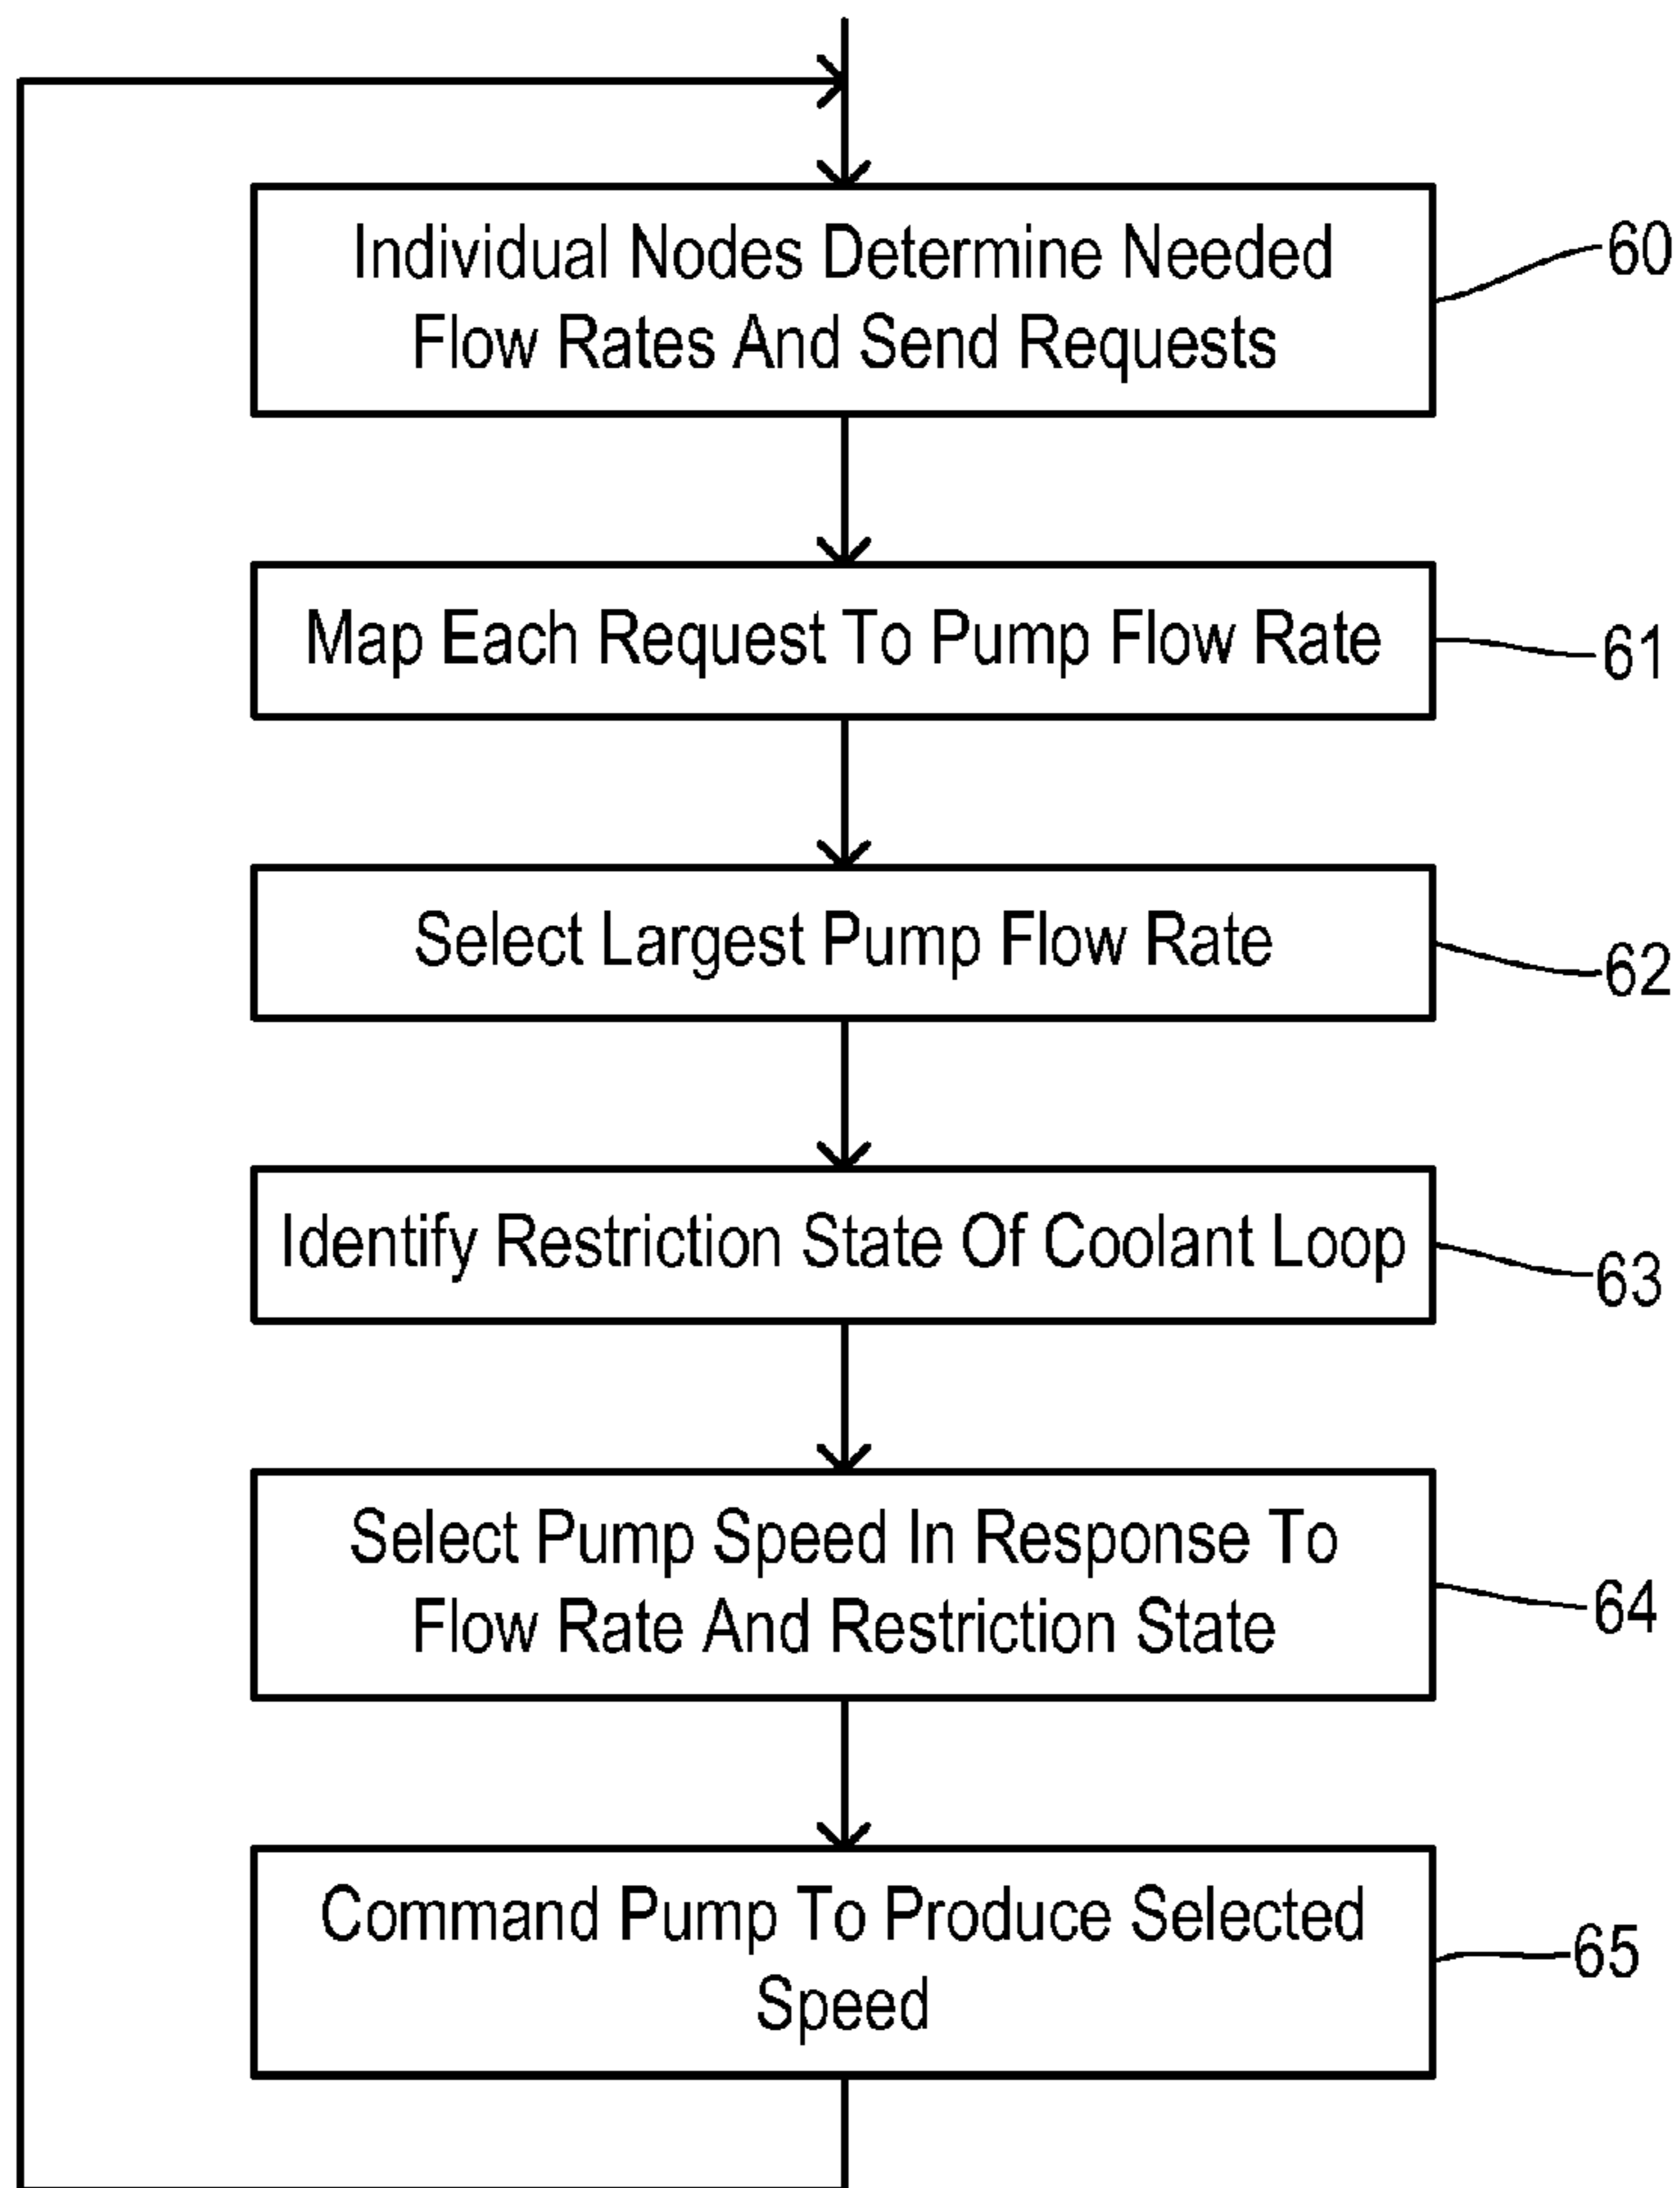 Individual Nodes Determine Needed
Flow Rates And Send Requests
60
Map Each Request To Pump Flow Rate
61
Select Largest Pump Flow Rate
62
Identify Restriction State Of Coolant Loop
63
Select Pump Speed In Response To
Flow Rate And Restriction State
64
Command Pump To Produce Selected
Speed
65